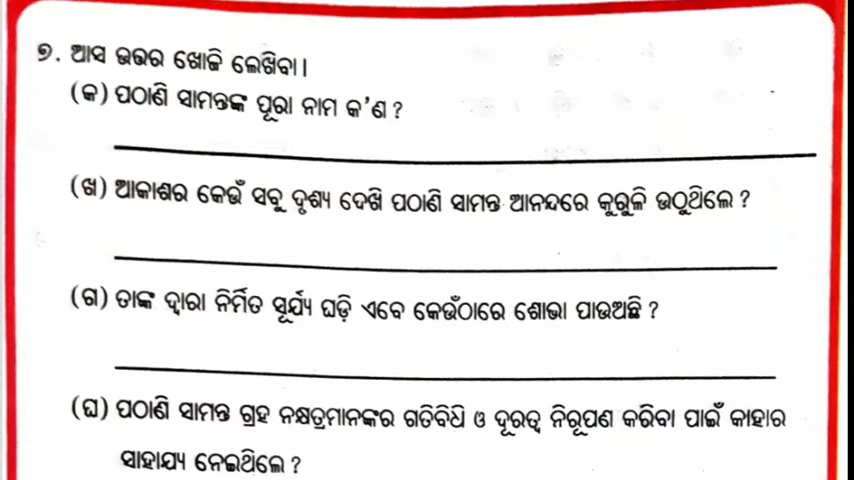 ୭. ଆସ ଉତ୍ତର ଖୋଜି ଲେଖିବା।
(କ) ପଠାଣି ସାମନ୍ତଙ୍କ ପୂରା ନାମ କ'ଣ ?
(ଖ) ଆକାଶର କେଉଁ ସବୁ ଦୃଶ୍ୟ ଦେଖି ପଠାଣି ସାମନ୍ତ ଆନନ୍ଦରେ କୁରୁଳି ଉଠୁଥିଲେ ?
(ଗ) ତାଙ୍କ ଦ୍ୱାରା ନିର୍ମିତ ସୂର୍ଯ୍ୟ ଘଡ଼ି ଏବେ କେଉଁଠାରେ ଶୋଭା ପାଉଅଛି ?
(ଘ) ପଠାଣି ସାମନ୍ତ ଗ୍ରହ ନକ୍ଷତ୍ରମାନଙ୍କର ଗତିବିଧି ଓ ଦୂରତ୍ୱ ନିରୂପଣ କରିବା ପାଇଁ କାହାର
ସାହାଯ୍ୟ ନେଇଥିଲେ ?